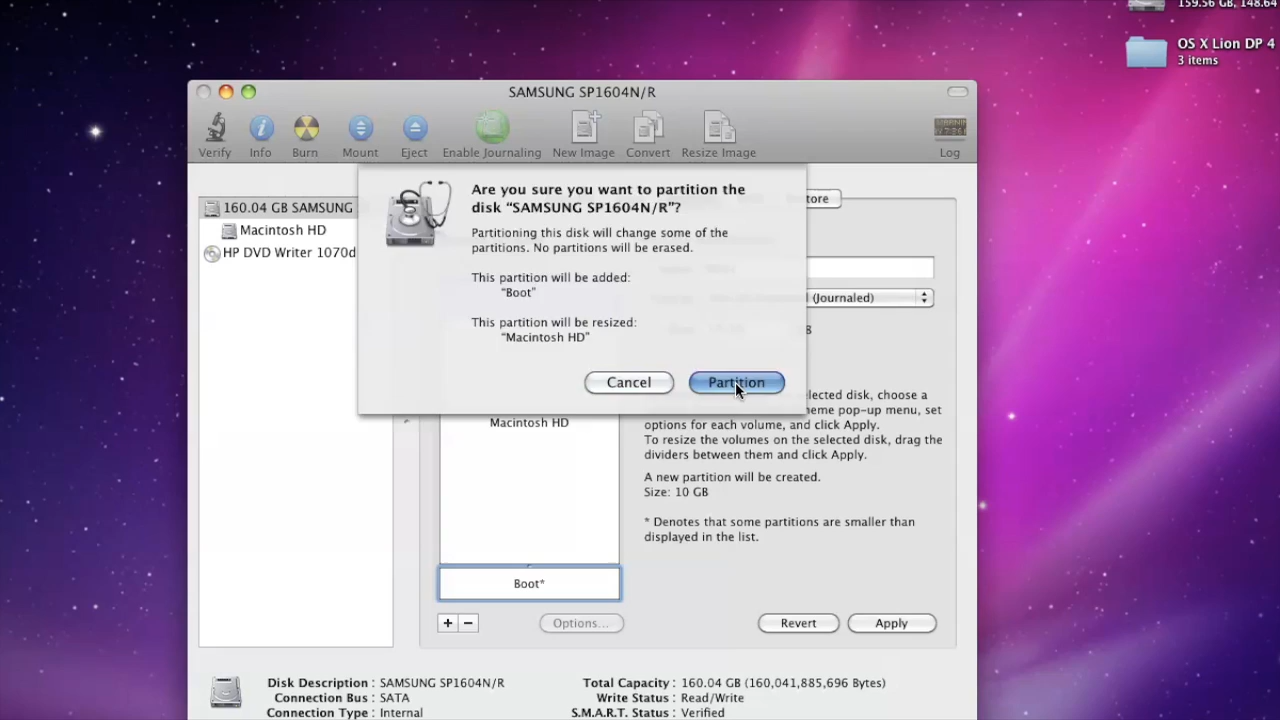 159.56 GB, 148.64
OS X Lion DP 4
3 items
SAMSUNG SP1604N/R
Verify
Info
Burn
Mount
Eject
Enable Journaling
New Image
Convert
Resize Image
Log
160.04 GB SAMSUNG
Macintosh HD
HP DVD Writer 1070d
Are you sure you want to partition the
disk “SAMSUNG SP1604N/R”?
Partitioning this disk will change some of the
partitions. No partitions will be erased.
This partition will be added:
“Boot”
This partition will be resized:
“Macintosh HD”
Cancel
Partition
(Journaled)
Macintosh HD
elected disk, choose a
eme pop-up menu, set
options for each volume, and click Apply.
To resize the volumes on the selected disk, drag the
dividers between them and click Apply.
A new partition will be created.
Size: 10 GB
* Denotes that some partitions are smaller than
displayed in the list.
Boot*
+
−
Options...
Revert
Apply
Disk Description : SAMSUNG SP1604N/R
Connection Bus : SATA
Connection Type : Internal
Total Capacity : 160.04 GB (160,041,885,696 Bytes)
Write Status : Read/Write
S.M.A.R.T. Status : Verified